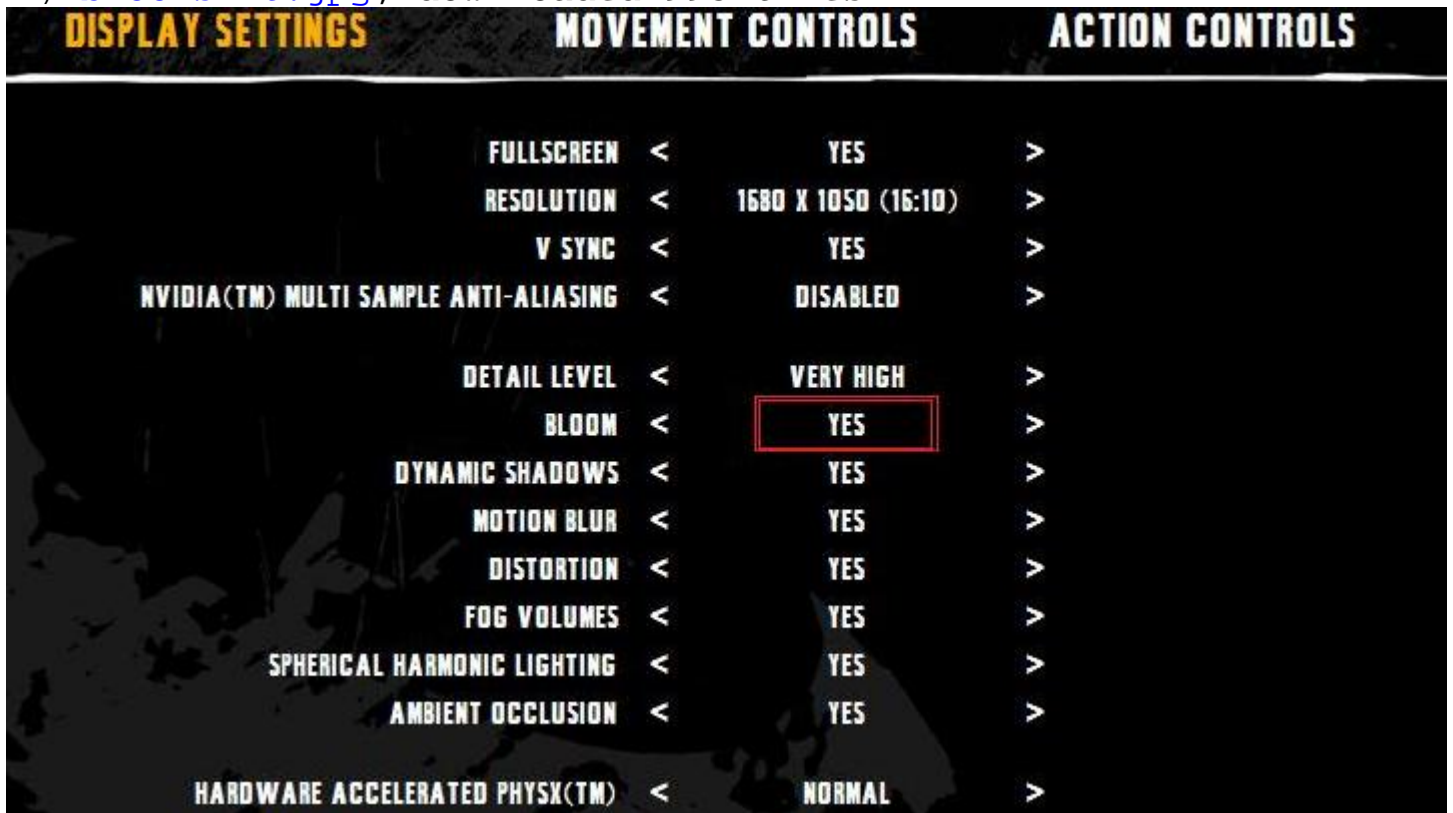 DISPLAY SETTINGS MOVEMENT CONTROLS ACTION CONTROLS
FULLSCREEN < YES >
RESOLUTION < 1680 X 1050 (16:10) >
V SYNC < YES >
NVIDIA(TM) MULTI SAMPLE ANTI-ALIASING < DISABLED >
DETAIL LEVEL < VERY HIGH >
BLOOM < YES >
DYNAMIC SHADOWS < YES >
MOTION BLUR < YES >
DISTORTION < YES >
FOG VOLUMES < YES >
SPHERICAL HARMONIC LIGHTING < YES >
AMBIENT OCCLUSION < YES >
HARDWARE ACCELERATED PHYSX(TM) < NORMAL >